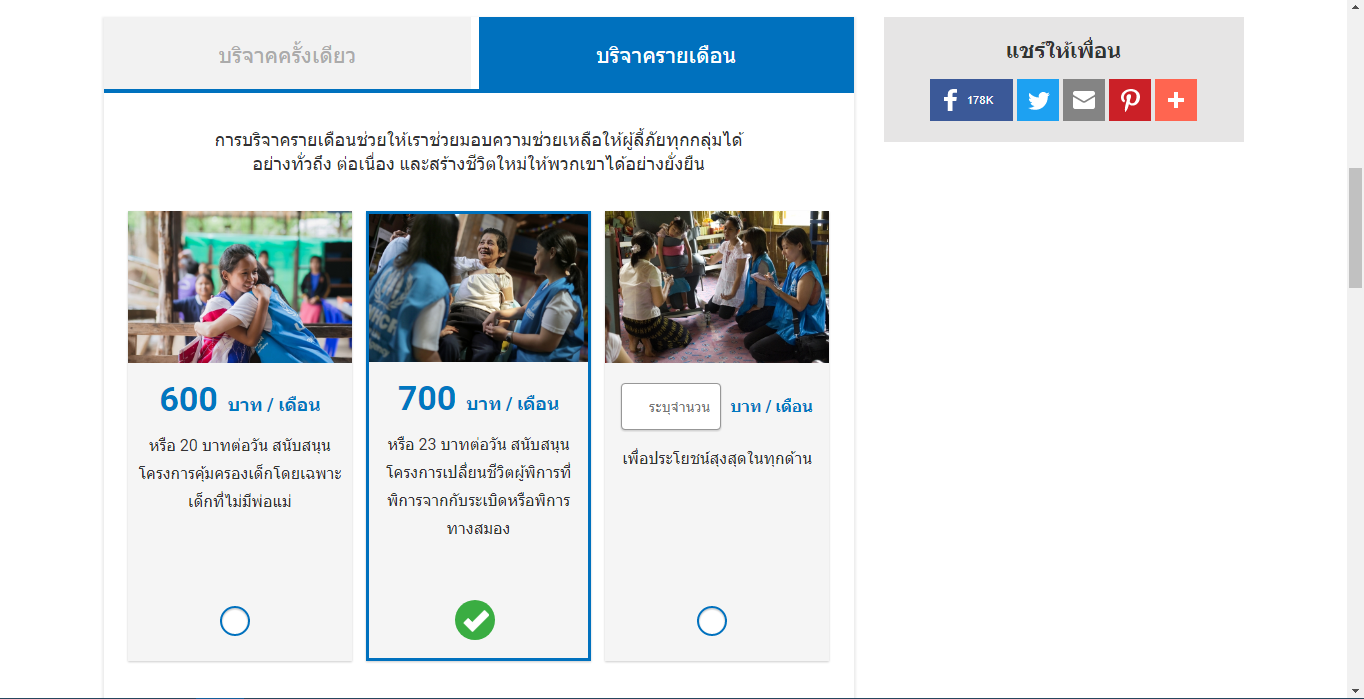 บริจาคครั้งเดียว
บริจาครายเดือน
การบริจาครายเดือนช่วยให้เราช่วยมอบความช่วยเหลือให้ผู้ลี้ภัยทุกกลุ่มได้
อย่างทั่วถึง ต่อเนื่อง และสร้างชีวิตใหม่ให้พวกเขาได้อย่างยั่งยืน
600 บาท / เดือน
หรือ 20 บาทต่อวัน สนับสนุน
โครงการคุ้มครองเด็กโดยเฉพาะ
เด็กที่ไม่มีพ่อแม่
700 บาท / เดือน
หรือ 23 บาทต่อวัน สนับสนุน
โครงการเปลี่ยนชีวิตผู้พิการที่
พิการจากกับระเบิดหรือพิการ
ทางสมอง
ระบุจำนวน บาท / เดือน
เพื่อประโยชน์สุงสุดในทุกด้าน
แชร์ให้เพื่อน
178K